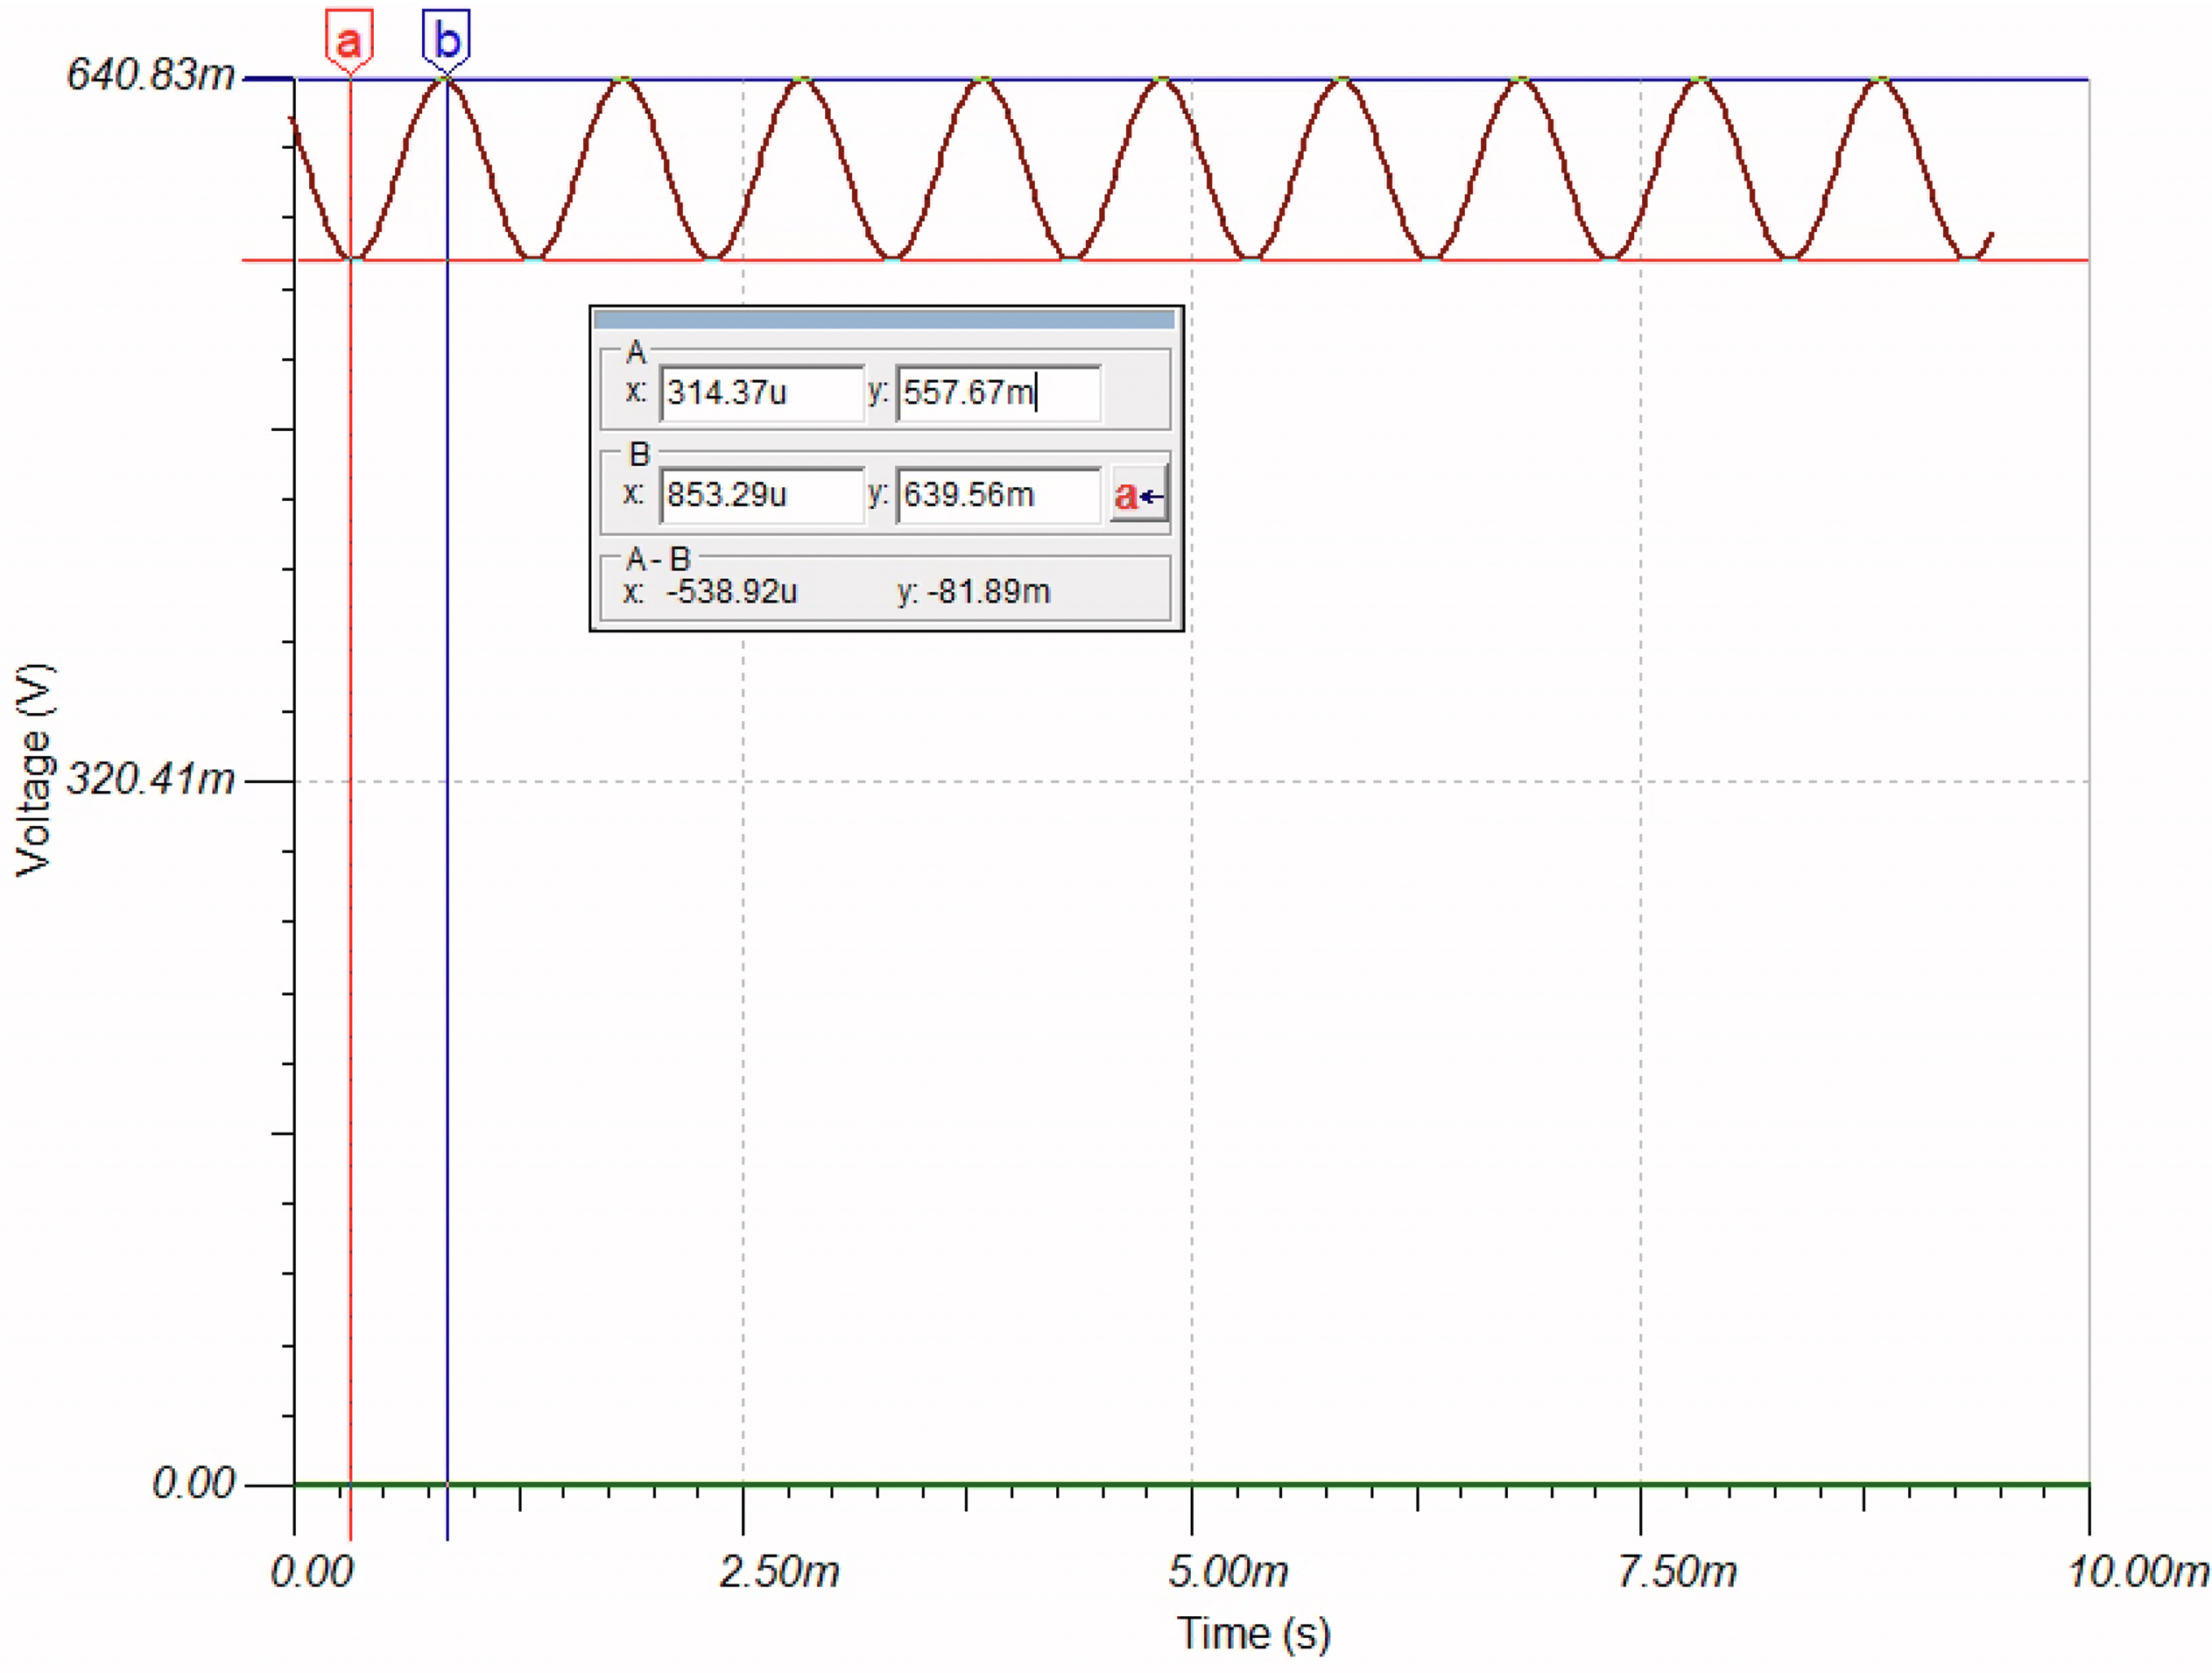 a b
640.83m
A
x: 314.37u y: 557.67m
B
x: 853.29u y: 639.56m a
A - B
x: -538.92u y: -81.89m
Voltage (V)
320.41m
0.00
0.00 2.50m 5.00m 7.50m 10.00m
Time (s)